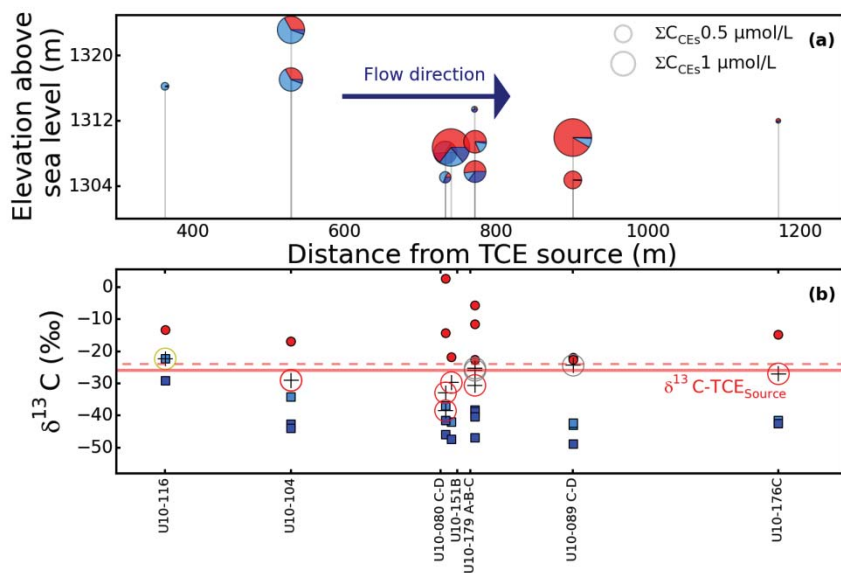 (a)
ΣC_CEs 0.5 μmol/L
ΣC_CEs 1 μmol/L
Flow direction
Elevation above
sea level (m)
1320
1312
1304
400 600 800 1000 1200
Distance from TCE source (m)
(b)
δ¹³C (‰)
0
−10
−20
−30
−40
−50
δ¹³C-TCE_Source
U10-116
U10-104
U10-080 C-D
U10-151B
U10-179 A-B-C
U10-089 C-D
U10-176C